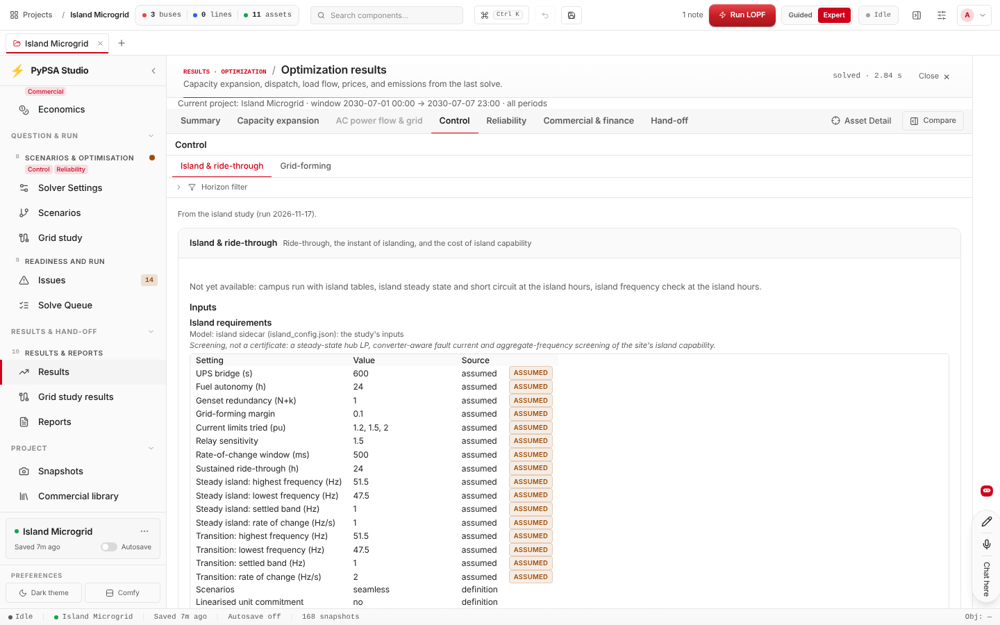 Projects / Island Microgrid
3 buses 0 lines 11 assets
Search components...
Ctrl K
1 note
Run LOPF
Guided Expert
Idle
A
Island Microgrid
PyPSA Studio
Commercial
Economics
QUESTION & RUN
9 SCENARIOS & OPTIMISATION
Control Reliability
Solver Settings
Scenarios
Grid study
9 READINESS AND RUN
Issues 14
Solve Queue
RESULTS & HAND-OFF
10 RESULTS & REPORTS
Results
Grid study results
Reports
PROJECT
Snapshots
Commercial library
Island Microgrid
Saved 7m ago Autosave
PREFERENCES
Dark theme Comfy
RESULTS · OPTIMIZATION / Optimization results
Capacity expansion, dispatch, load flow, prices, and emissions from the last solve.
solved · 2.84 s
Close
Current project: Island Microgrid · window 2030-07-01 00:00 → 2030-07-07 23:00 · all periods
Summary Capacity expansion AC power flow & grid Control Reliability Commercial & finance Hand-off
Asset Detail Compare
Control
Island & ride-through Grid-forming
Horizon filter
From the island study (run 2026-11-17).
Island & ride-through Ride-through, the instant of islanding, and the cost of island capability
Not yet available: campus run with island tables, island steady state and short circuit at the island hours, island frequency check at the island hours.
Inputs
Island requirements
Model: island sidecar (island_config.json): the study's inputs
Screening, not a certificate: a steady-state hub LP, converter-aware fault current and aggregate-frequency screening of the site's island capability.
Setting Value Source
UPS bridge (s) 600 assumed ASSUMED
Fuel autonomy (h) 24 assumed ASSUMED
Genset redundancy (N+k) 1 assumed ASSUMED
Grid-forming margin 0.1 assumed ASSUMED
Current limits tried (pu) 1.2, 1.5, 2 assumed ASSUMED
Relay sensitivity 1.5 assumed ASSUMED
Rate-of-change window (ms) 500 assumed ASSUMED
Sustained ride-through (h) 24 assumed ASSUMED
Steady island: highest frequency (Hz) 51.5 assumed ASSUMED
Steady island: lowest frequency (Hz) 47.5 assumed ASSUMED
Steady island: settled band (Hz) 1 assumed ASSUMED
Steady island: rate of change (Hz/s) 1 assumed ASSUMED
Transition: highest frequency (Hz) 51.5 assumed ASSUMED
Transition: lowest frequency (Hz) 47.5 assumed ASSUMED
Transition: settled band (Hz) 1 assumed ASSUMED
Transition: rate of change (Hz/s) 2 assumed ASSUMED
Scenarios seamless definition
Linearised unit commitment no definition
Chat here
Idle Island Microgrid Saved 7m ago Autosave off 168 snapshots
Obj: —